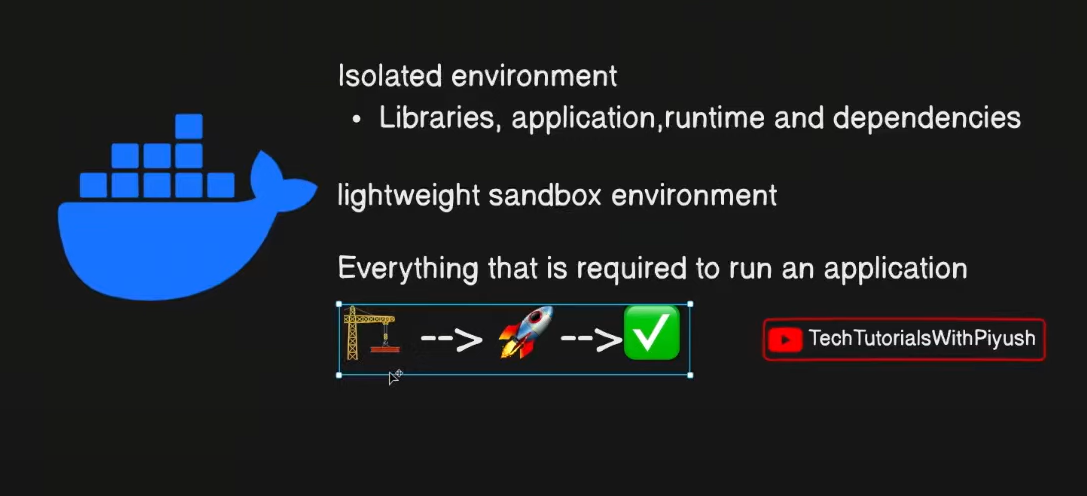 Isolated environment
• Libraries, application,runtime and dependencies
lightweight sandbox environment
Everything that is required to run an application
--> -->
TechTutorialsWithPiyush